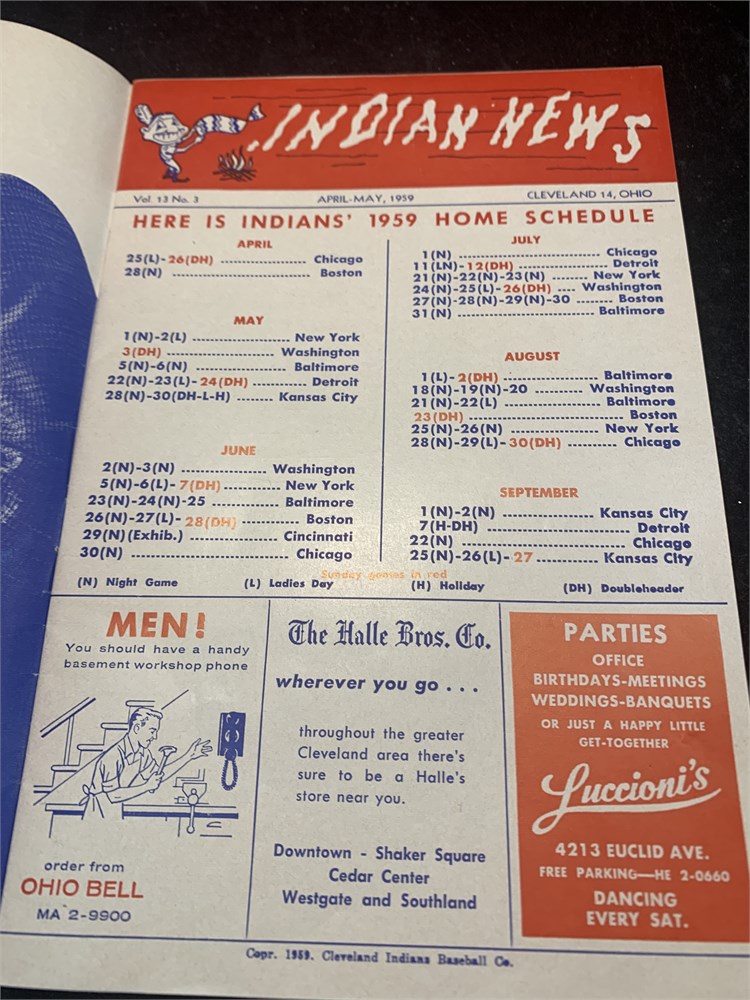 INDIAN NEWS
Vol. 13 No. 3 APRIL-MAY, 1959 CLEVELAND 14, OHIO
HERE IS INDIANS' 1959 HOME SCHEDULE
APRIL
25(L)-26(DH) Chicago
28(N) Boston
MAY
1(N)-2(L) New York
3(DH) Washington
5(N)-6(N) Baltimore
22(N)-23(L)-24(DH) Detroit
28(N)-30(DH-L-H) Kansas City
JUNE
2(N)-3(N) Washington
5(N)-6(L)-7(DH) New York
23(N)-24(N)-25 Baltimore
26(N)-27(L)-28(DH) Boston
29(N)(Exhib.) Cincinnati
30(N) Chicago
JULY
1(N) Chicago
11(LN)-12(DH) Detroit
21(N)-22(N)-23(N) New York
24(N)-25(L)-26(DH) Washington
27(N)-28(N)-29(N)-30 Boston
31(N) Baltimore
AUGUST
1(L)-2(DH) Baltimore
18(N)-19(N)-20 Washington
21(N)-22(L) Baltimore
23(DH) Boston
25(N)-26(N) New York
28(N)-29(L)-30(DH) Chicago
SEPTEMBER
1(N)-2(N) Kansas City
7(H-DH) Detroit
22(N) Chicago
25(N)-26(L)-27 Kansas City
Sunday games in red
(N) Night Game (L) Ladies Day (H) Holiday (DH) Doubleheader
MEN!
You should have a handy
basement workshop phone
order from
OHIO BELL
MA 2-9900
The Halle Bros. Co.
wherever you go . . .
throughout the greater
Cleveland area there's
sure to be a Halle's
store near you.
Downtown - Shaker Square
Cedar Center
Westgate and Southland
PARTIES
OFFICE
BIRTHDAYS-MEETINGS
WEDDINGS-BANQUETS
OR JUST A HAPPY LITTLE
GET-TOGETHER
Luccioni's
4213 EUCLID AVE.
FREE PARKING—HE 2-0660
DANCING
EVERY SAT.
Copr. 1959. Cleveland Indians Baseball Co.